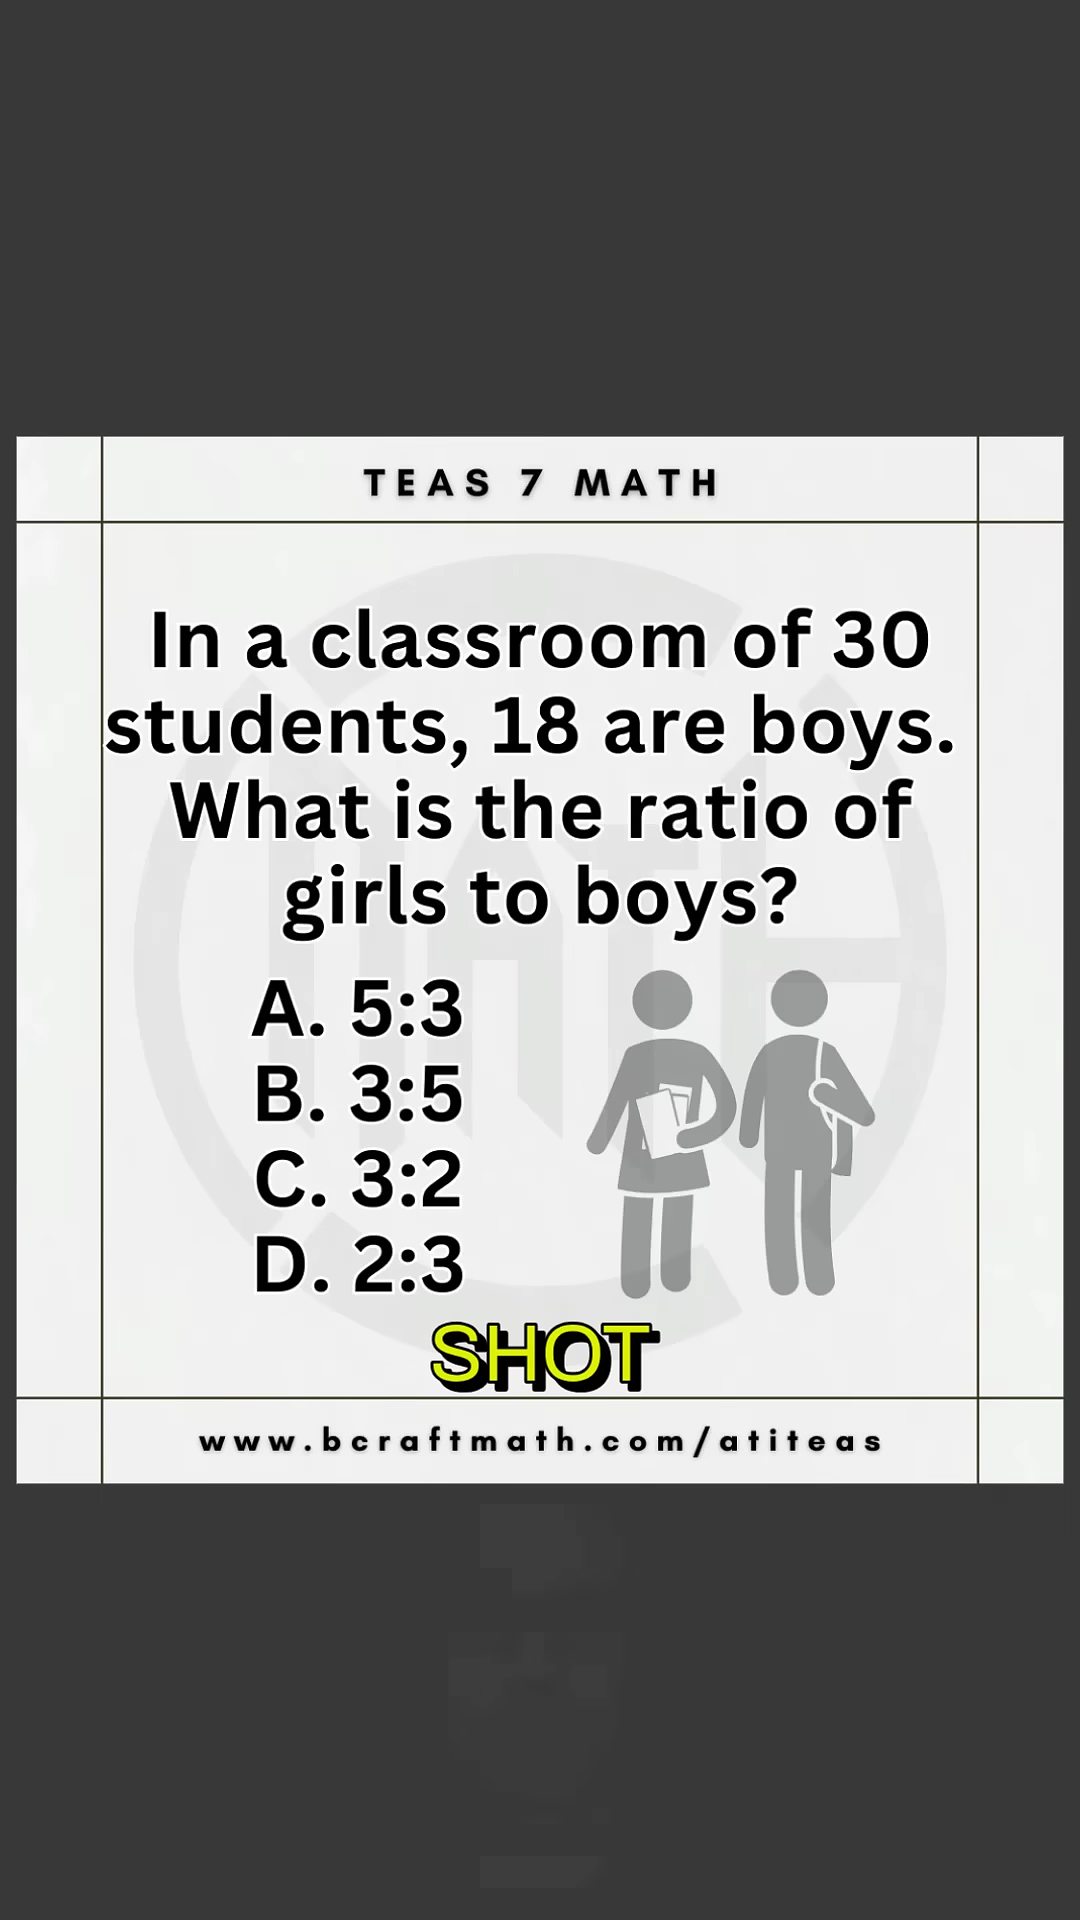 TEAS 7 MATH
In a classroom of 30
students, 18 are boys.
What is the ratio of
girls to boys?
A. 5:3
B. 3:5
C. 3:2
D. 2:3
SHOT
www.bcraftmath.com/atiteas
MATH